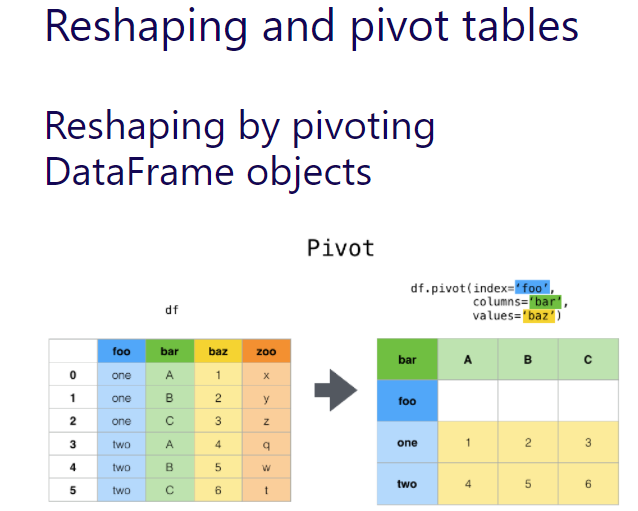 Reshaping and pivot tables
Reshaping by pivoting
DataFrame objects
Pivot
df
foo bar baz zoo
0 one A 1 x
1 one B 2 y
2 one C 3 z
3 two A 4 q
4 two B 5 w
5 two C 6 t
df.pivot(index='foo',
columns='bar',
values='baz')
bar A B C
foo
one 1 2 3
two 4 5 6